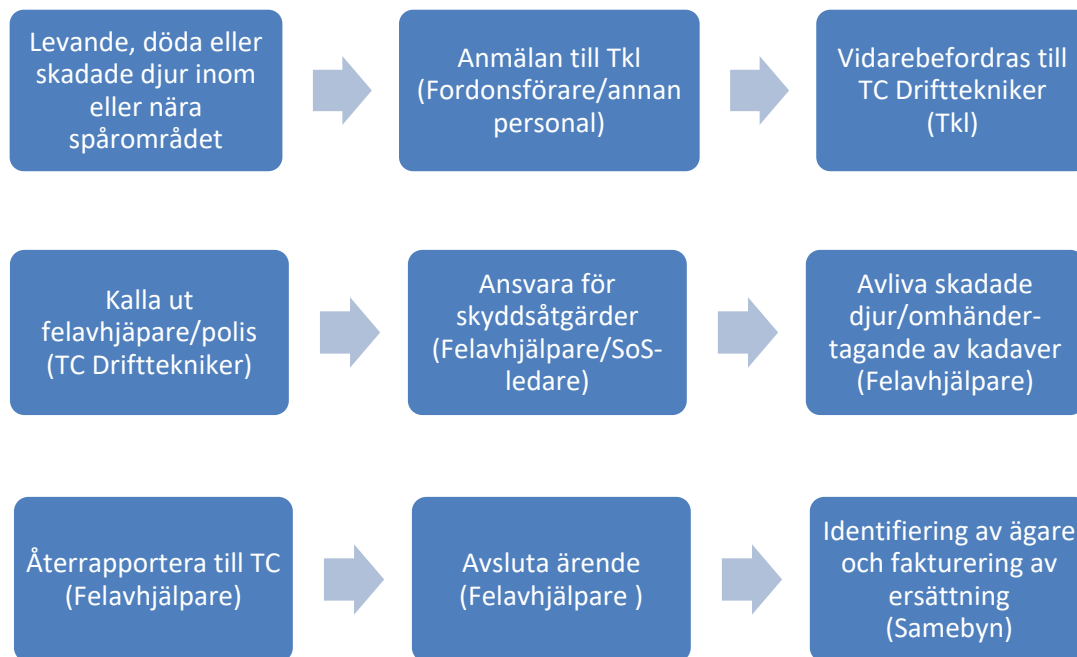 Levande, döda eller
skadade djur inom
eller nära
spårområdet
Anmälan till Tkl
(Fordonsförare/annan
personal)
Vidarebefordras till
TC Drifttekniker
(Tkl)
Kalla ut
felavhjäpare/polis
(TC Drifttekniker)
Ansvara för
skyddsåtgärder
(Felavhjälpare/SoS-
ledare)
Avliva skadade
djur/omhänder-
tagande av kadaver
(Felavhjälpare)
Återrapportera till TC
(Felavhjälpare)
Avsluta ärende
(Felavhjälpare )
Identifiering av ägare
och fakturering av
ersättning
(Samebyn)